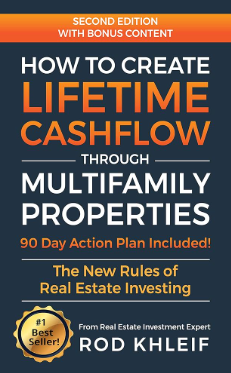 SECOND EDITION
WITH BONUS CONTENT
HOW TO CREATE
LIFETIME
CASHFLOW
THROUGH
MULTIFAMILY
PROPERTIES
90 Day Action Plan Included!
The New Rules of
Real Estate Investing
#1
Best
Seller!
From Real Estate Investment Expert
ROD KHLEIF